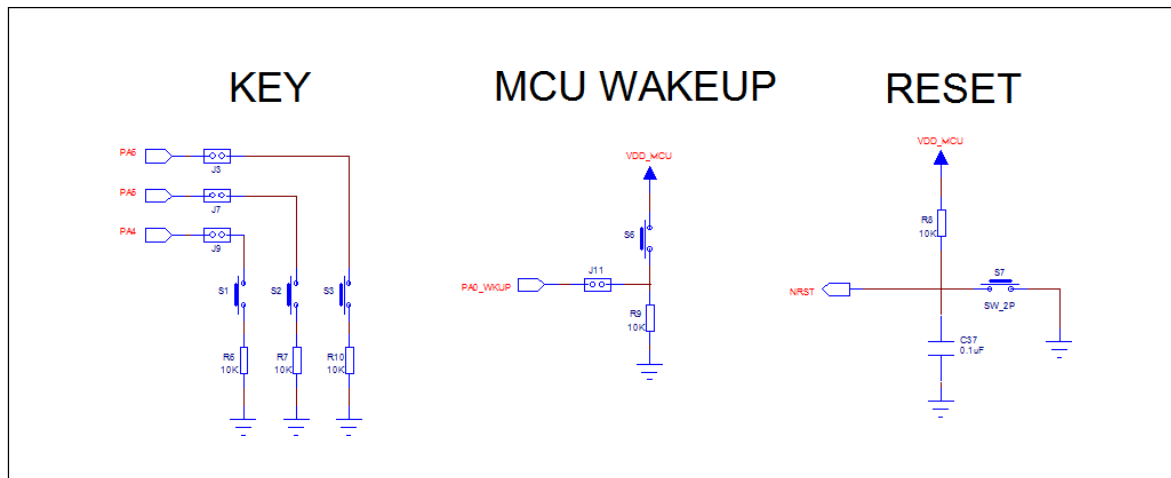 KEY
MCU WAKEUP
RESET
PA6
J3
PA5
J7
PA4
J9
S1
S2
S3
R6
10K
R7
10K
R10
10K
VDD_MCU
S6
J11
PA0_WKUP
R9
10K
VDD_MCU
R8
10K
S7
SW_2P
NRST
C37
0.1uF